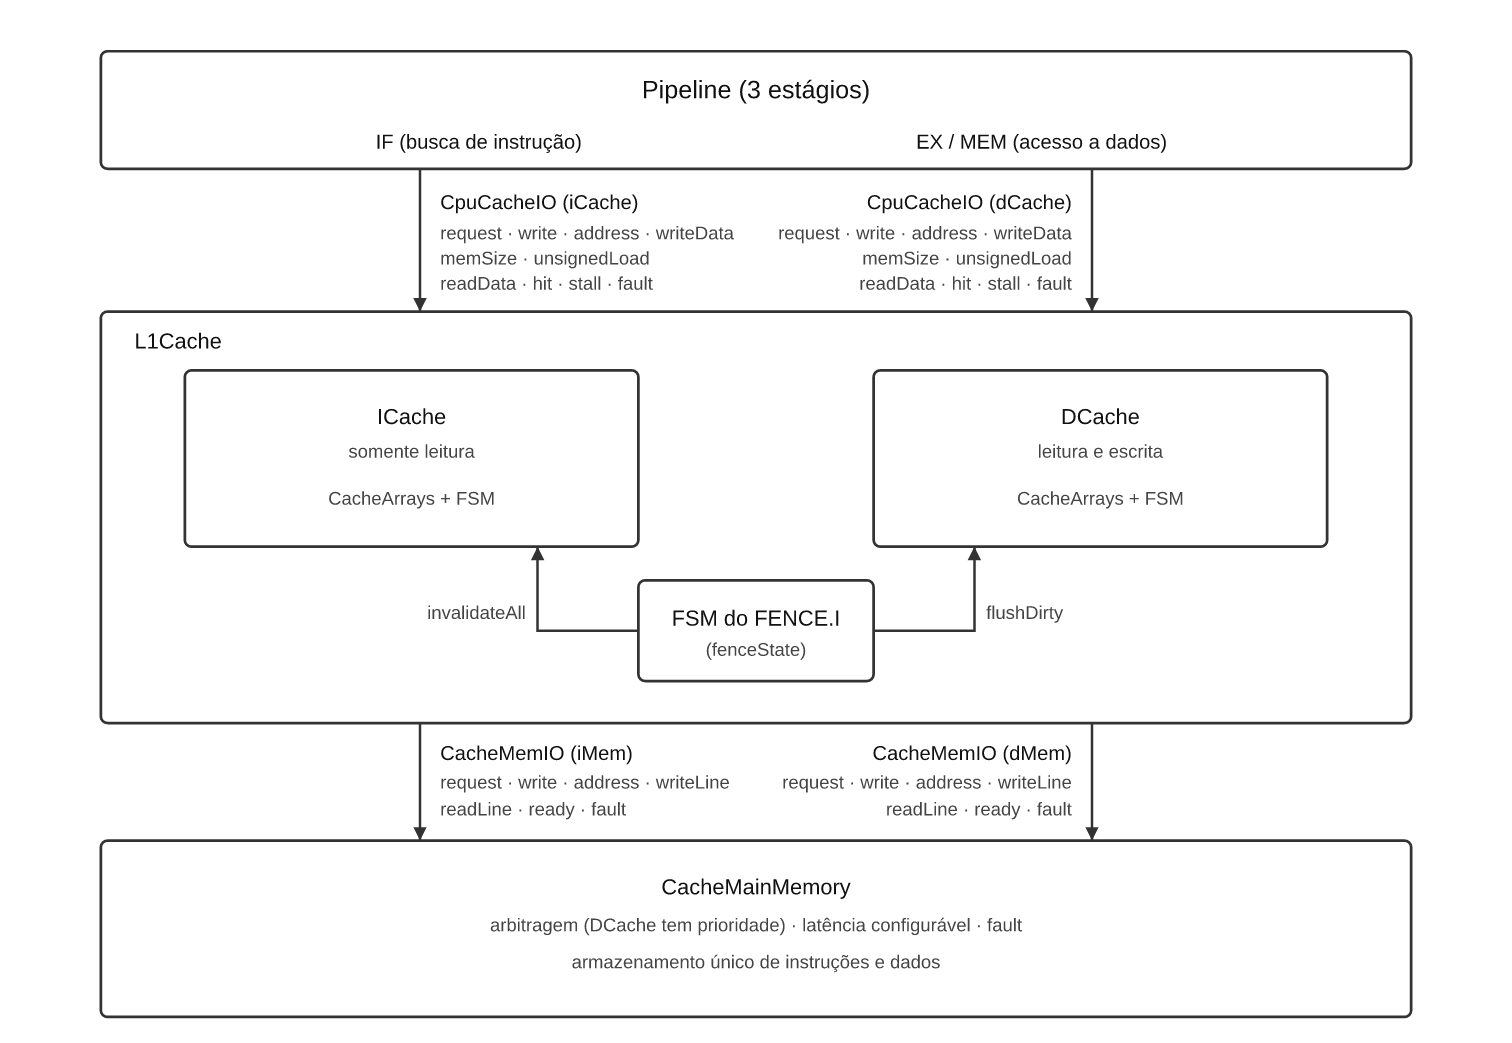 Pipeline (3 estágios)
IF (busca de instrução)
EX / MEM (acesso a dados)
CpuCacheIO (iCache)
request · write · address · writeData
memSize · unsignedLoad
readData · hit · stall · fault
CpuCacheIO (dCache)
request · write · address · writeData
memSize · unsignedLoad
readData · hit · stall · fault
L1Cache
ICache
somente leitura
CacheArrays + FSM
DCache
leitura e escrita
CacheArrays + FSM
invalidateAll
FSM do FENCE.I
(fenceState)
flushDirty
CacheMemIO (iMem)
request · write · address · writeLine
readLine · ready · fault
CacheMemIO (dMem)
request · write · address · writeLine
readLine · ready · fault
CacheMainMemory
arbitragem (DCache tem prioridade) · latência configurável · fault
armazenamento único de instruções e dados